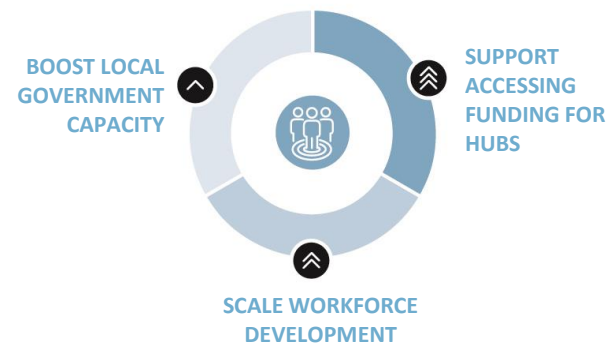 BOOST LOCAL
GOVERNMENT
CAPACITY
SUPPORT
ACCESSING
FUNDING FOR
HUBS
SCALE WORKFORCE
DEVELOPMENT